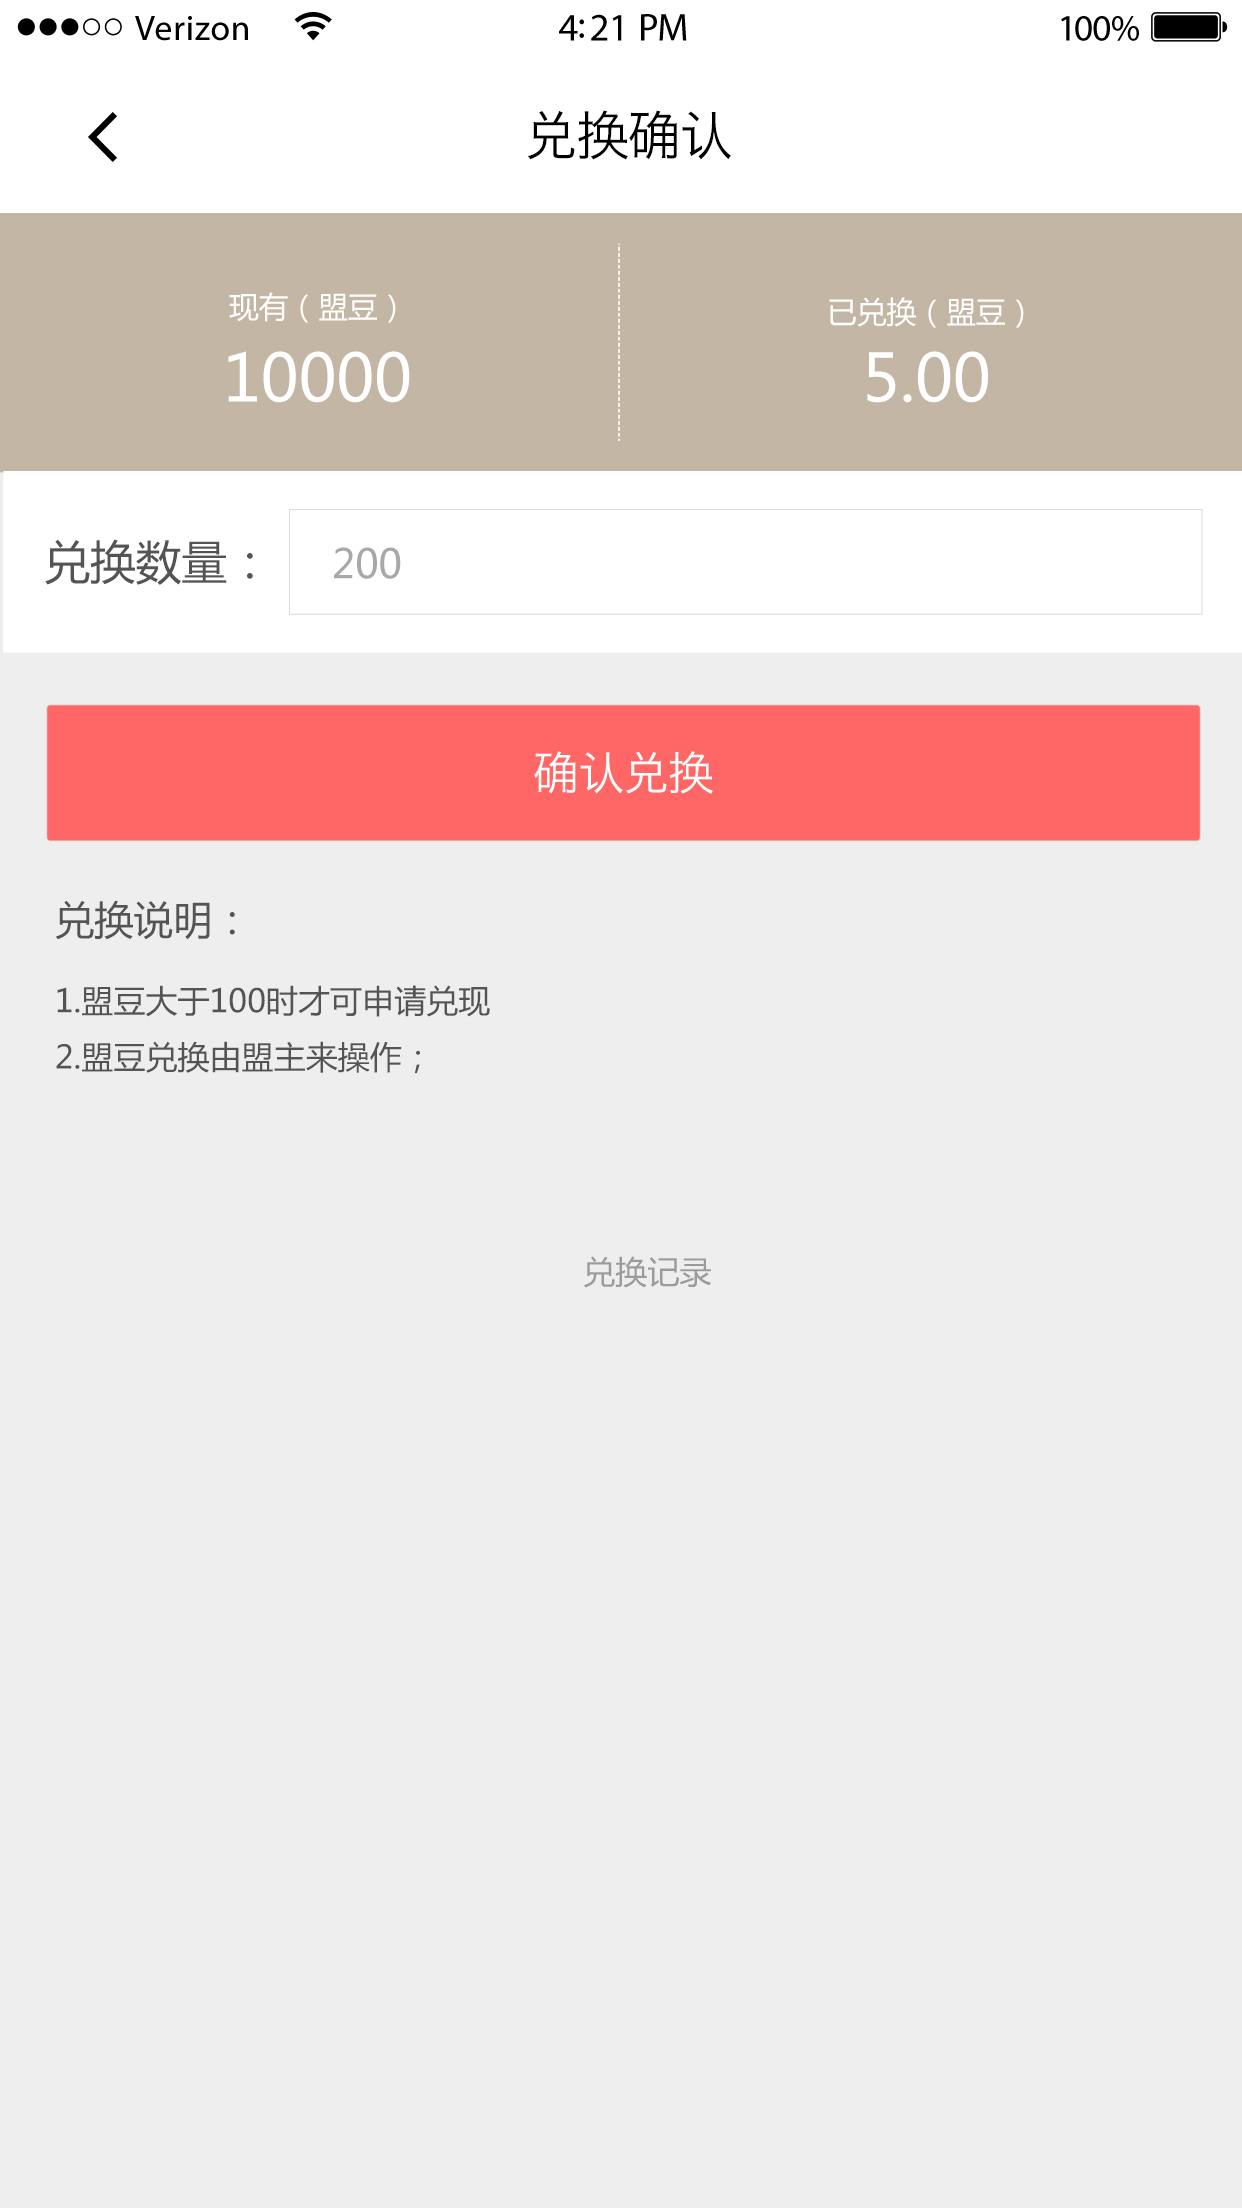 Verizon 4:21 PM 100%
兑换确认
现有（盟豆） 已兑换（盟豆）
10000 5.00
兑换数量： 200
确认兑换
兑换说明：
1.盟豆大于100时才可申请兑现
2.盟豆兑换由盟主来操作；
兑换记录